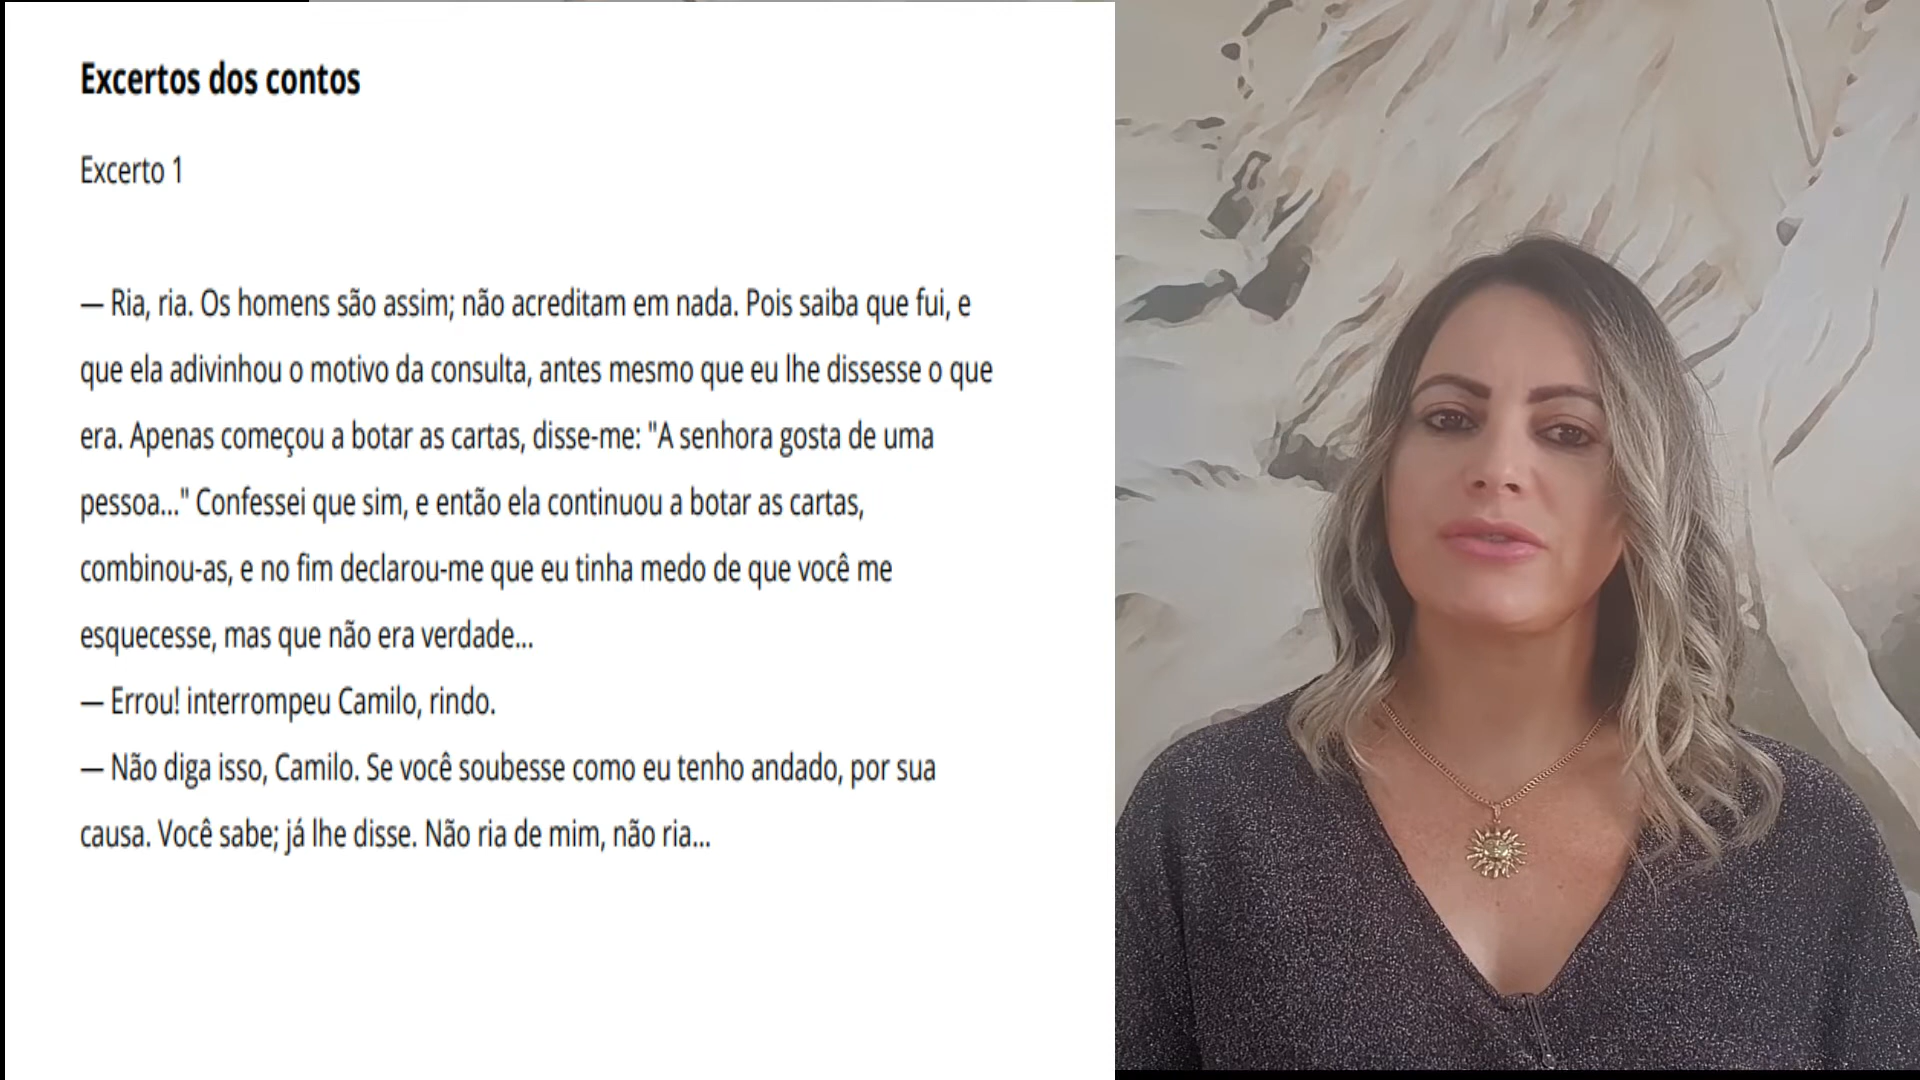 Excertos dos contos
Excerto 1
— Ria, ria. Os homens são assim; não acreditam em nada. Pois saiba que fui, e
que ela adivinhou o motivo da consulta, antes mesmo que eu lhe dissesse o que
era. Apenas começou a botar as cartas, disse-me: "A senhora gosta de uma
pessoa..." Confessei que sim, e então ela continuou a botar as cartas,
combinou-as, e no fim declarou-me que eu tinha medo de que você me
esquecesse, mas que não era verdade...
— Errou! interrompeu Camilo, rindo.
— Não diga isso, Camilo. Se você soubesse como eu tenho andado, por sua
causa. Você sabe; já lhe disse. Não ria de mim, não ria...